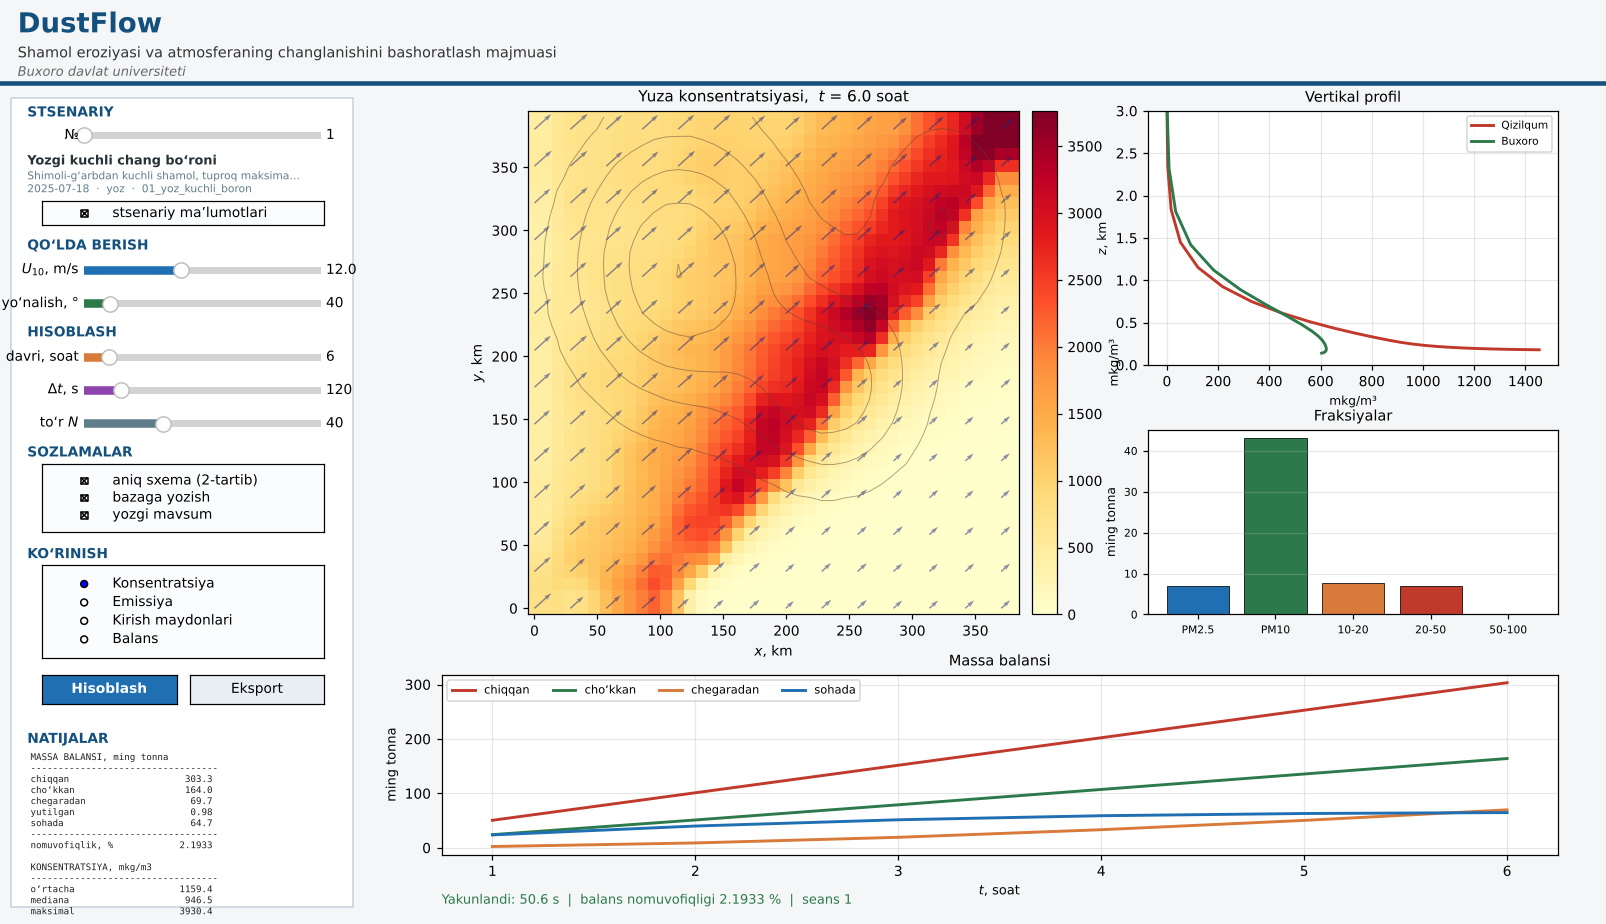 DustFlow
Shamol eroziyasi va atmosferaning changlanishini bashoratlash majmuasi
Buxoro davlat universiteti
STSENARIY
№ 1
Yozgi kuchli chang bo‘roni
Shimoli-g‘arbdan kuchli shamol, tuproq maksima...
2025-07-18 · yoz · 01_yoz_kuchli_boron
stsenariy ma’lumotlari
QO‘LDA BERISH
U10, m/s 12.0
yo‘nalish, ° 40
HISOBLASH
davri, soat 6
Δt, s 120
to‘r N 40
SOZLAMALAR
aniq sxema (2-tartib)
bazaga yozish
yozgi mavsum
KO‘RINISH
Konsentratsiya
Emissiya
Kirish maydonlari
Balans
Hisoblash Eksport
NATIJALAR
MASSA BALANSI, ming tonna
----------------------------------
chiqqan 303.3
cho‘kkan 164.0
chegaradan 69.7
yutilgan 0.98
sohada 64.7
----------------------------------
nomuvofiqlik, % 2.1933
KONSENTRATSIYA, mkg/m3
----------------------------------
o‘rtacha 1159.4
mediana 946.5
maksimal 3930.4
Yuza konsentratsiyasi, t = 6.0 soat
350
300
250
200
150
100
50
0
y, km
0 50 100 150 200 250 300 350
x, km
3500
3000
2500
2000
1500
1000
500
0
mkg/m³
Vertikal profil
Qizilqum
Buxoro
3.0
2.5
2.0
1.5
1.0
0.5
0.0
z, km
0 200 400 600 800 1000 1200 1400
mkg/m³
Fraksiyalar
40
30
20
10
0
ming tonna
PM2.5 PM10 10-20 20-50 50-100
Massa balansi
chiqqan cho‘kkan chegaradan sohada
300
200
100
0
ming tonna
1 2 3 4 5 6
t, soat
Yakunlandi: 50.6 s | balans nomuvofiqligi 2.1933 % | seans 1